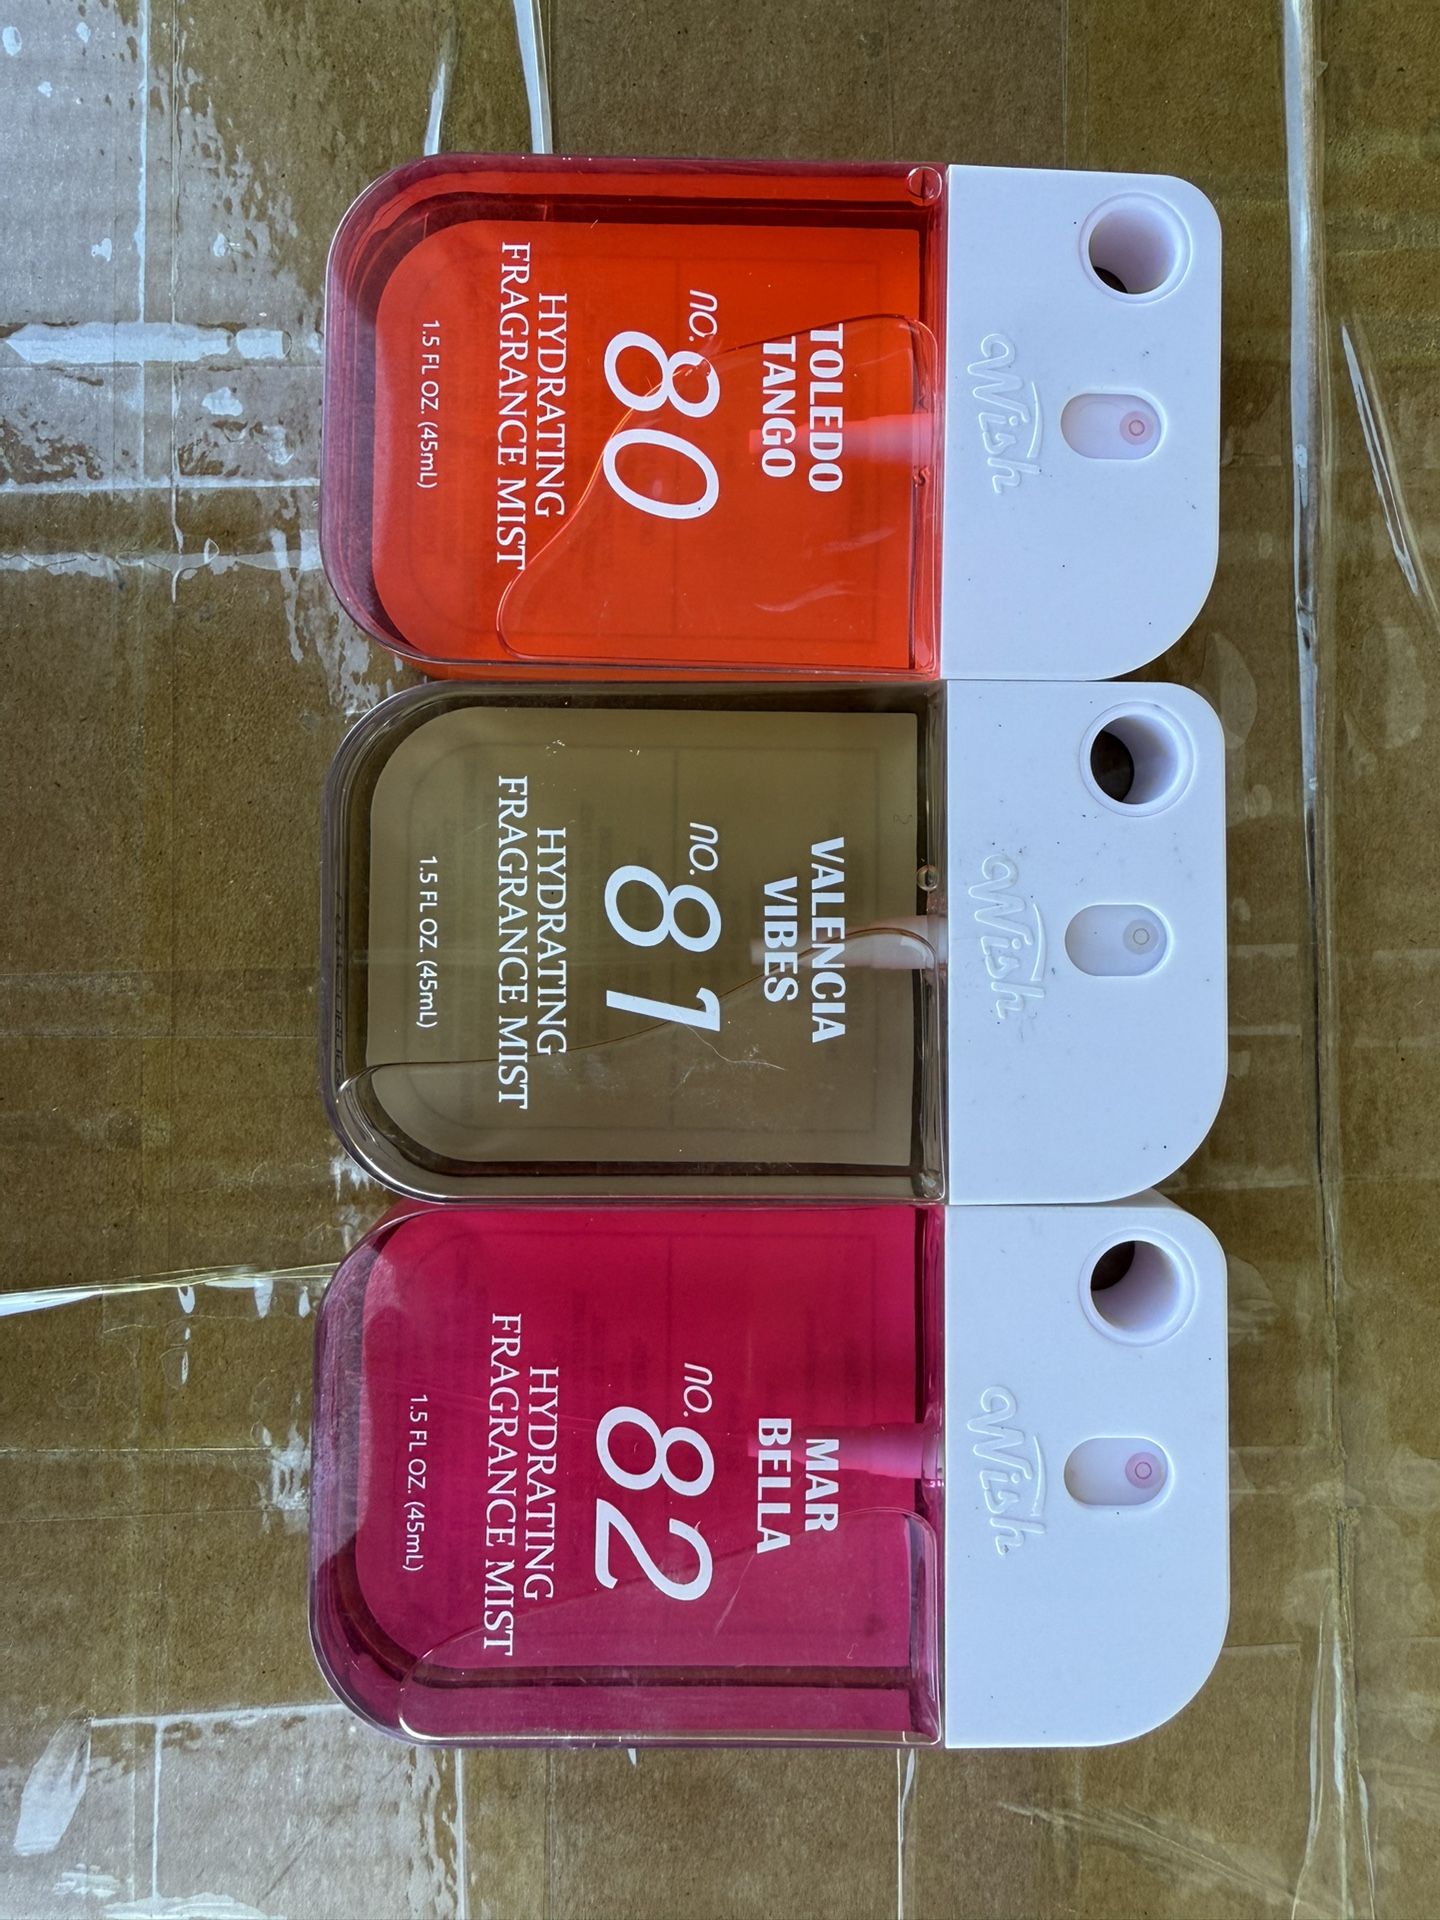 Wish
TOLEDO
TANGO
no.
80
HYDRATING
FRAGRANCE MIST
1.5 FL OZ. (45mL)
Wish
VALENCIA
VIBES
no.
81
HYDRATING
FRAGRANCE MIST
1.5 FL OZ. (45mL)
Wish
MAR
BELLA
no.
82
HYDRATING
FRAGRANCE MIST
1.5 FL OZ. (45mL)